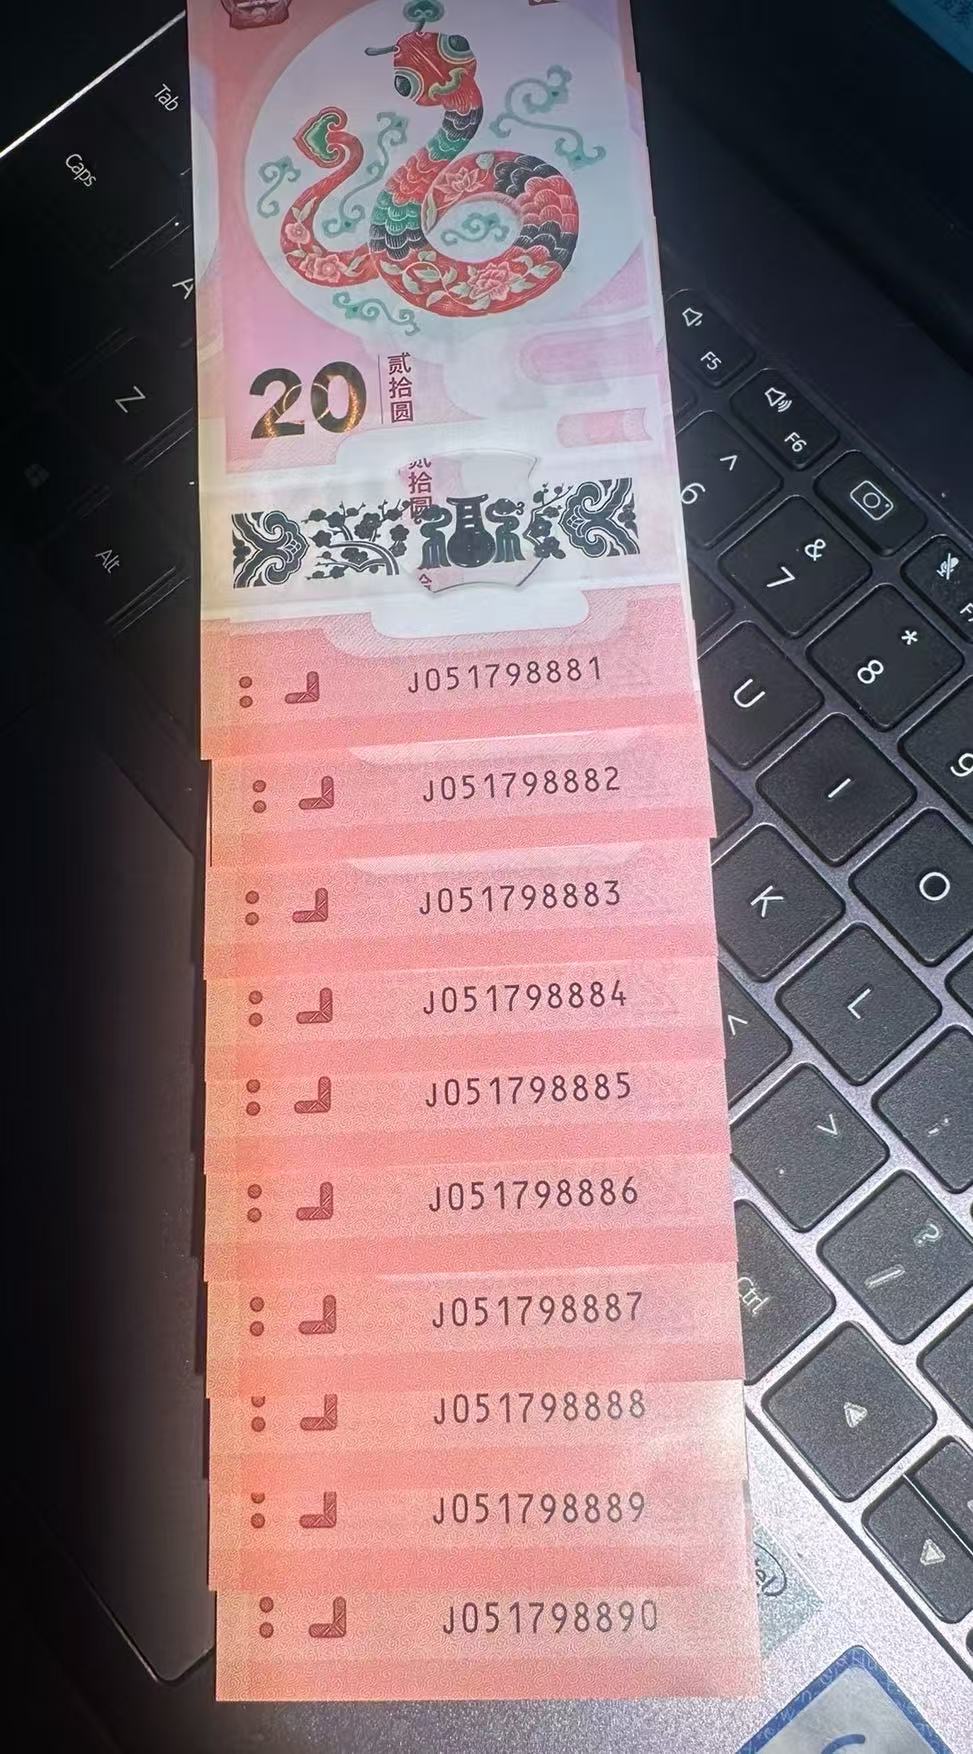 20
贰拾圆
贰拾圆
J051798881
J051798882
J051798883
J051798884
J051798885
J051798886
J051798887
J051798888
J051798889
J051798890
Tab
Caps
A
Z
Alt
F5
F6
^
6
&
7
*
8
9
U
I
O
K
L
<
>
.
;
?
/
Ctrl